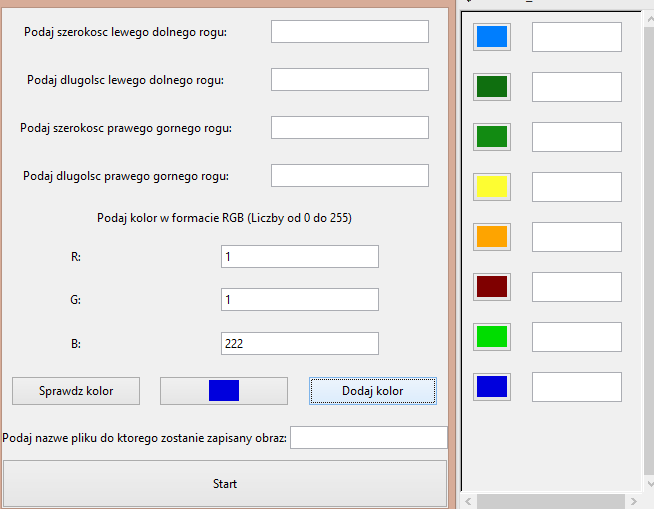 Podaj szerokosc lewego dolnego rogu:
Podaj dlugolsc lewego dolnego rogu:
Podaj szerokosc prawego gornego rogu:
Podaj dlugolsc prawego gornego rogu:
Podaj kolor w formacie RGB (Liczby od 0 do 255)
R: 1
G: 1
B: 222
Sprawdz kolor Dodaj kolor
Podaj nazwe pliku do ktorego zostanie zapisany obraz:
Start